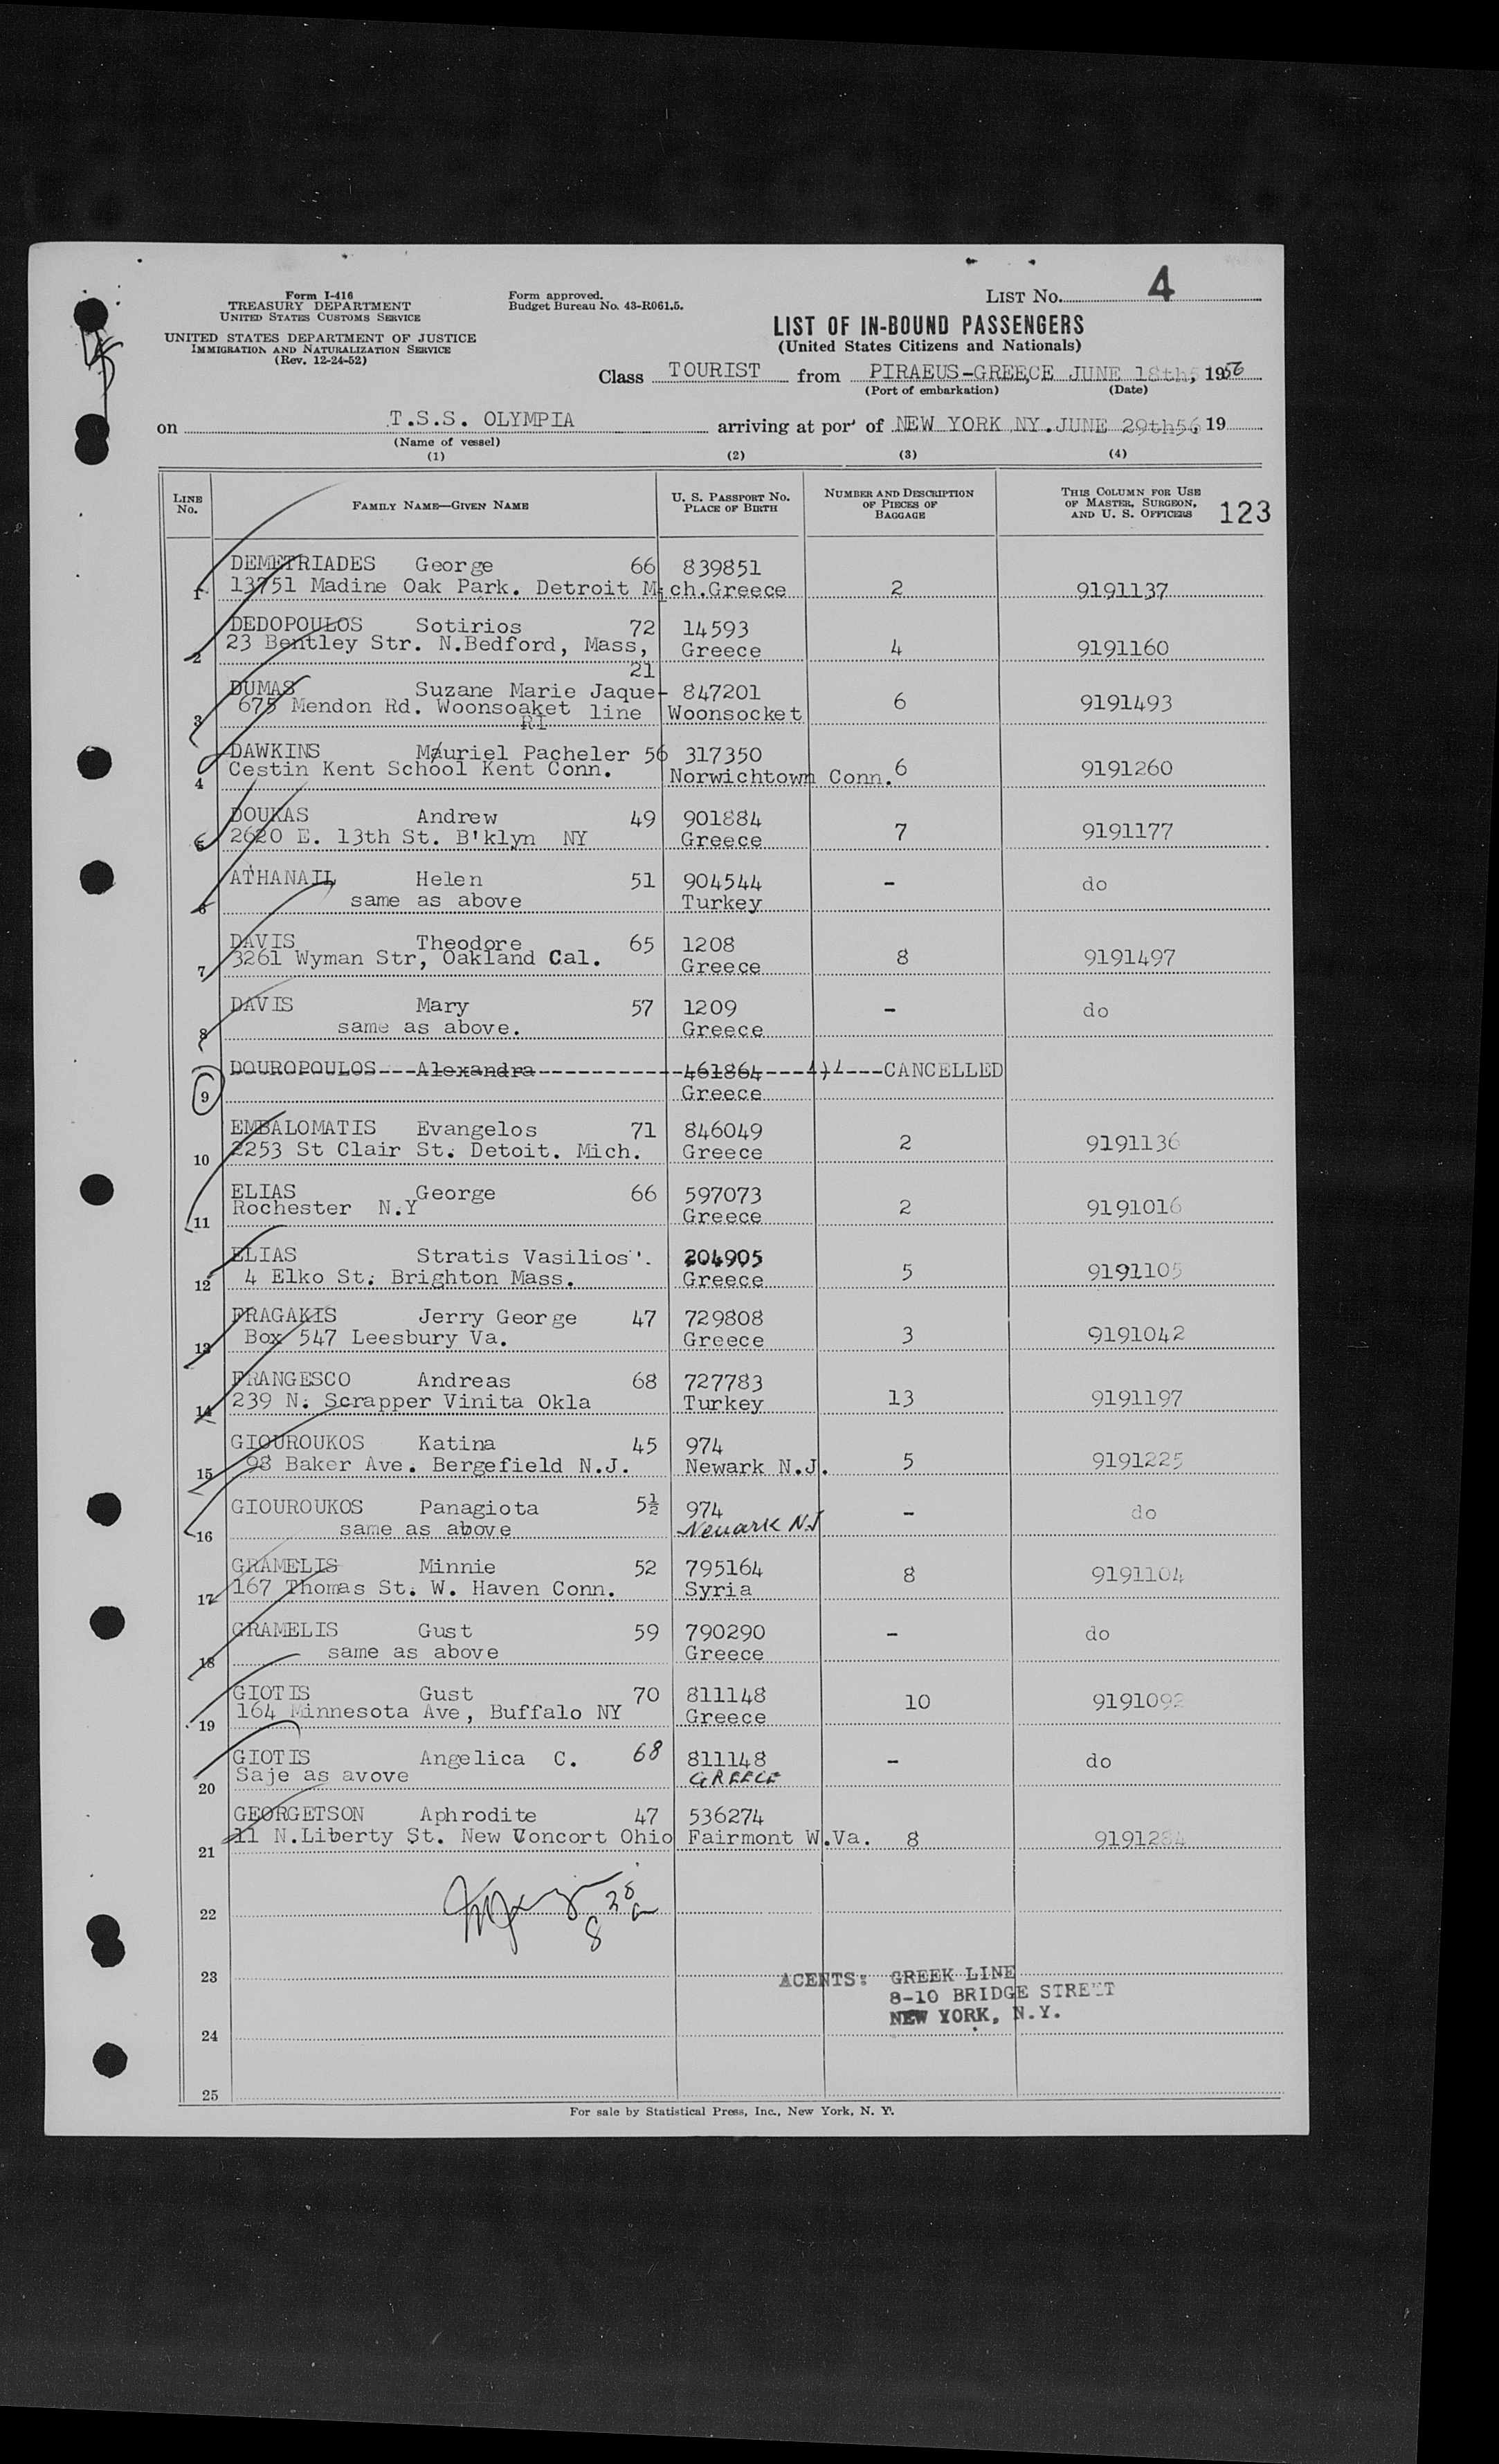 4
LIST No.
Form I-416
TREASURY DEPARTMENT
UNITED STATES CUSTOMS SERVICE
UNITED STATES DEPARTMENT OF JUSTICE
IMMIGRATION AND NATURALIZATION SERVICE
(Rev. 12-24-52)
Form approved.
Budget Bureau No. 43-R061.5.
LIST OF IN-BOUND PASSENGERS
(United States Citizens and Nationals)
Class TOURIST from PIRAEUS-GREECE JUNE 18th, 1956
(Port of embarkation) (Date)
on T.S.S. OLYMPIA arriving at port of NEW YORK NY. JUNE 29th56, 19
(Name of vessel)
(1) (2) (3) (4)
LINE No. FAMILY NAME—GIVEN NAME U. S. PASSPORT No. PLACE OF BIRTH NUMBER AND DESCRIPTION OF PIECES OF BAGGAGE THIS COLUMN FOR USE OF MASTER, SURGEON, AND U. S. OFFICERS 123
DEMETRIADES George 66 839851
1 13751 Madine Oak Park. Detroit Mich. Greece 2 9191137
DEDOPOULOS Sotirios 72 14593
2 23 Bentley Str. N.Bedford, Mass, Greece 4 9191160
21
DUMAS Suzane Marie Jaque- 847201
3 675 Mendon Rd. Woonsoaket line Woonsocket 6 9191493
RI
DAWKINS Mauriel Pacheler 56 317350
4 Cestin Kent School Kent Conn. Norwichtown Conn. 6 9191260
DOUKAS Andrew 49 901884
5 2620 E. 13th St. B'klyn NY Greece 7 9191177
ATHANAIL Helen 51 904544 - do
6 same as above Turkey
DAVIS Theodore 65 1208
7 3261 Wyman Str, Oakland Cal. Greece 8 9191497
DAVIS Mary 57 1209 - do
8 same as above. Greece
DOUROPOULOS---Alexandra 461864 CANCELLED
9 Greece
EMBALOMATIS Evangelos 71 846049
10 2253 St Clair St. Detoit. Mich. Greece 2 9191136
ELIAS George 66 597073
11 Rochester N.Y Greece 2 9191016
ELIAS Stratis Vasilios 204905
12 4 Elko St. Brighton Mass. Greece 5 9191105
FRAGAKIS Jerry George 47 729808
13 Box 547 Leesbury Va. Greece 3 9191042
FRANGESCO Andreas 68 727783
14 239 N. Scrapper Vinita Okla Turkey 13 9191197
GIOUROUKOS Katina 45 974
15 98 Baker Ave. Bergefield N.J. Newark N.J. 5 9191225
GIOUROUKOS Panagiota 5½ 974 - do
16 same as above Newark NJ
GRAMELIS Minnie 52 795164
17 167 Thomas St. W. Haven Conn. Syria 8 9191104
GRAMELIS Gust 59 790290 - do
18 same as above Greece
GIOTIS Gust 70 811148
19 164 Minnesota Ave, Buffalo NY Greece 10 9191092
GIOTIS Angelica C. 68 811148 - do
20 Saje as avove GREECE
GEORGETSON Aphrodite 47 536274
21 11 N.Liberty St. New Concort Ohio Fairmont W.Va. 8 9191284
22
23
ACENTS: GREEK LINE
8-10 BRIDGE STREET
NEW YORK, N.Y.
24
25
For sale by Statistical Press, Inc., New York, N. Y.